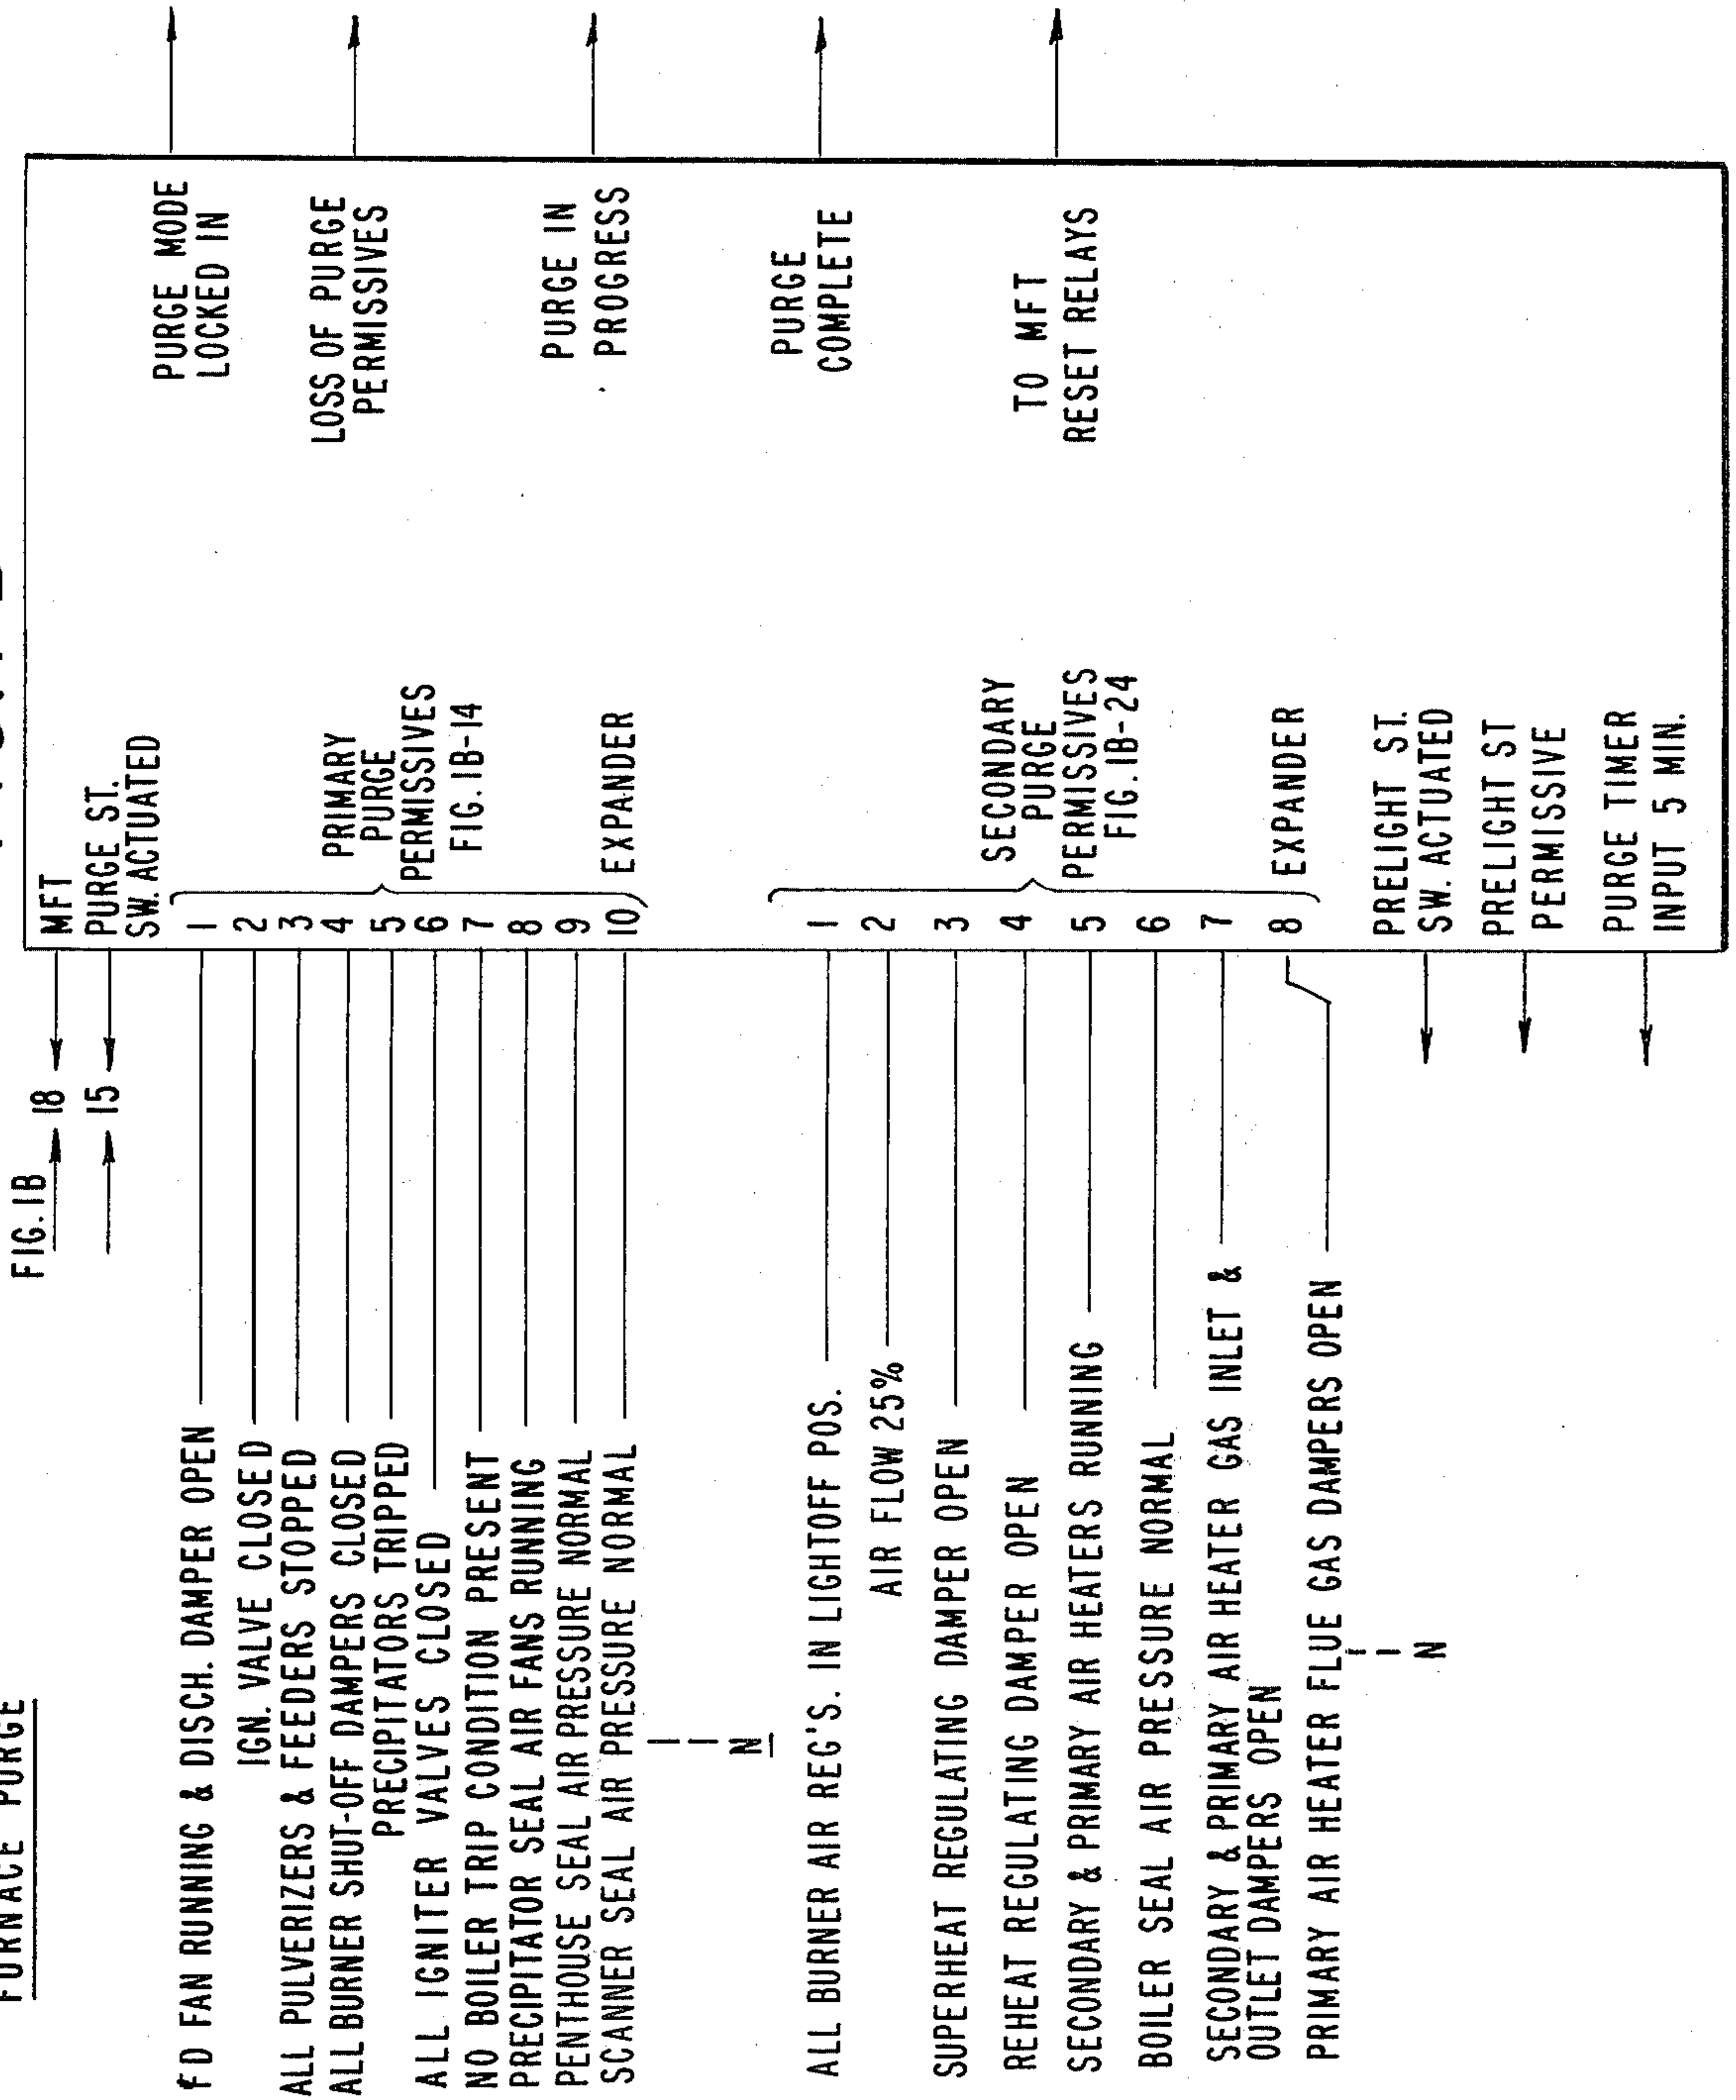 FURNACE PURGE
FIG. 1B
18
MFT
15
PURGE ST.
SW. ACTUATED
FD FAN RUNNING & DISCH. DAMPER OPEN
1
IGN. VALVE CLOSED
2
ALL PULVERIZERS & FEEDERS STOPPED
3
ALL BURNER SHUT-OFF DAMPERS CLOSED
4
PRECIPITATORS TRIPPED
5
ALL IGNITER VALVES CLOSED
6
NO BOILER TRIP CONDITION PRESENT
7
PRECIPITATOR SEAL AIR FANS RUNNING
8
PENTHOUSE SEAL AIR PRESSURE NORMAL
9
SCANNER SEAL AIR PRESSURE NORMAL
10
N
PRIMARY
PURGE
PERMISSIVES
FIG. 1B-14
EXPANDER
ALL BURNER AIR REG'S. IN LIGHTOFF POS.
1
AIR FLOW 25%
2
SUPERHEAT REGULATING DAMPER OPEN
3
REHEAT REGULATING DAMPER OPEN
4
SECONDARY & PRIMARY AIR HEATERS RUNNING
5
BOILER SEAL AIR PRESSURE NORMAL
6
SECONDARY & PRIMARY AIR HEATER GAS INLET &
OUTLET DAMPERS OPEN
7
PRIMARY AIR HEATER FLUE GAS DAMPERS OPEN
8
N
SECONDARY
PURGE
PERMISSIVES
FIG. 1B-24
EXPANDER
PRELIGHT ST.
SW. ACTUATED
PRELIGHT ST
PERMISSIVE
PURGE TIMER
INPUT 5 MIN.
PURGE MODE
LOCKED IN
LOSS OF PURGE
PERMISSIVES
PURGE IN
PROGRESS
PURGE
COMPLETE
TO MFT
RESET RELAYS